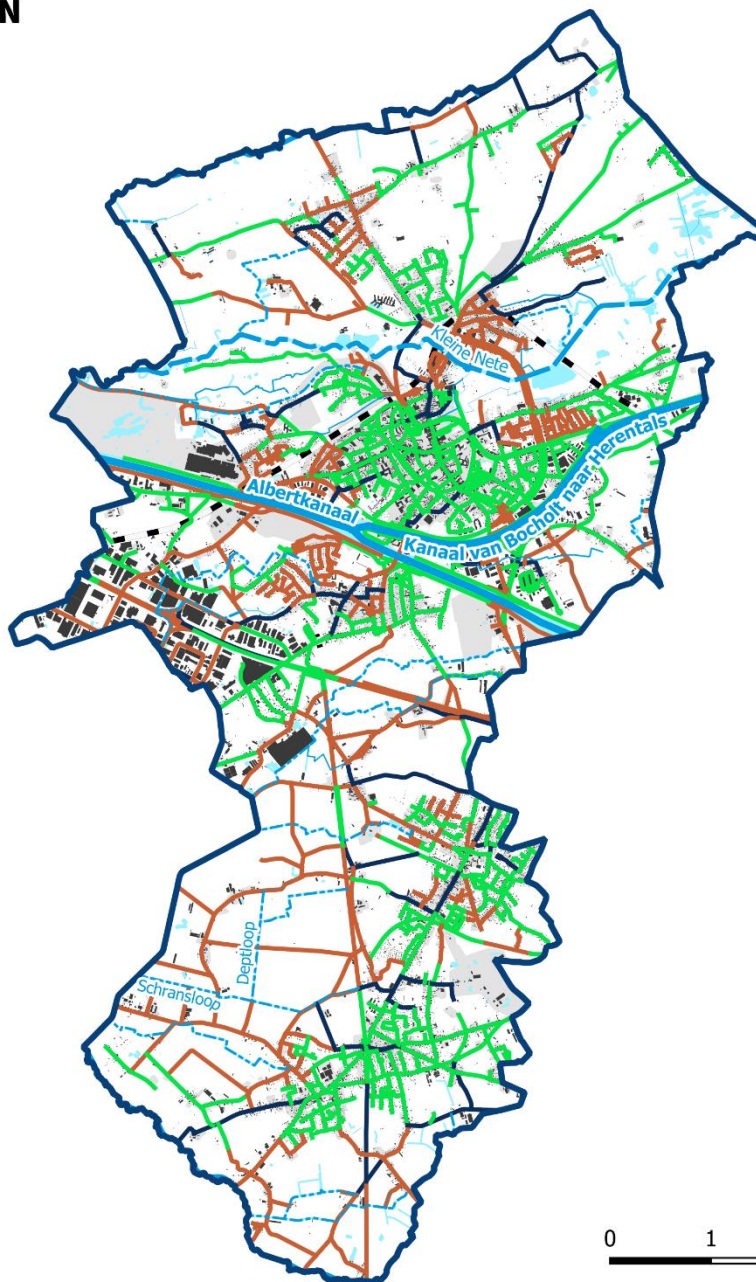 N
Kleine Nete
Albertkanaal
Kanaal van Bocholt naar Herentals
Deptloop
Schransloop
0 1